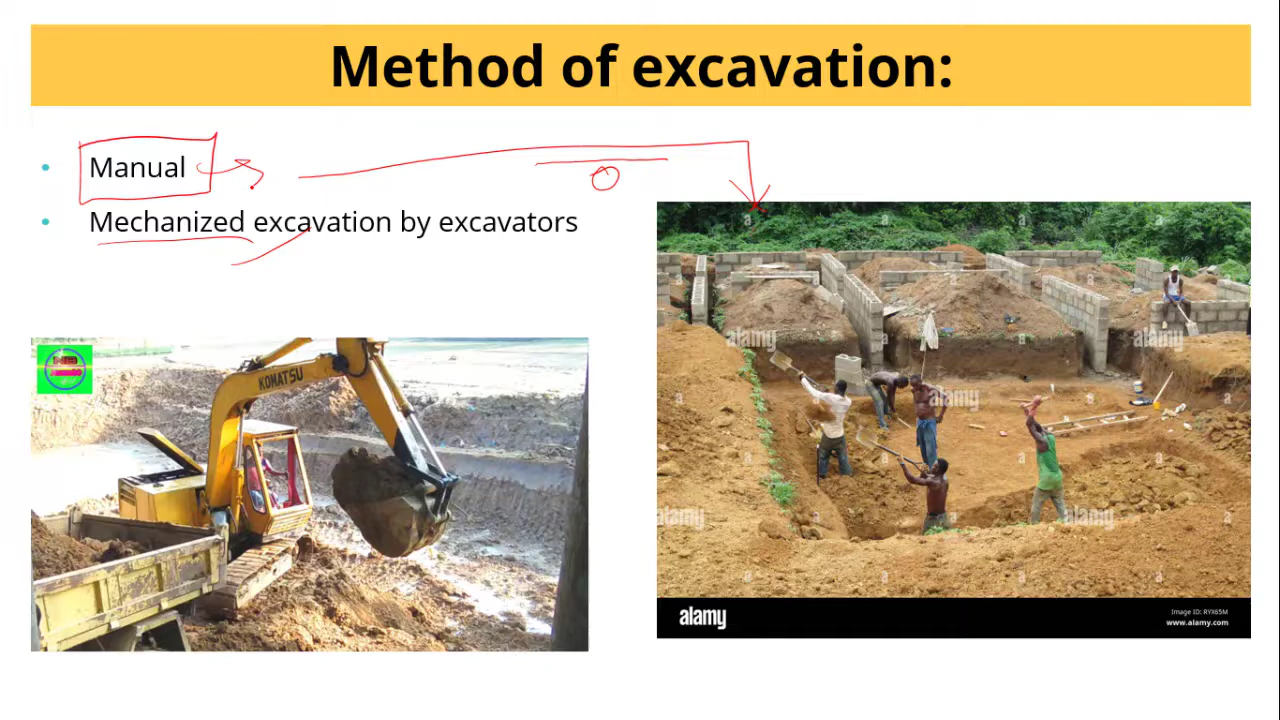 Method of excavation:
• Manual
• Mechanized excavation by excavators
KOMATSU
alamy
alamy
alamy
alamy
a
a
a
a
a
a
a
a
a
a
alamy
alamy
Image ID: RYX65M
www.alamy.com